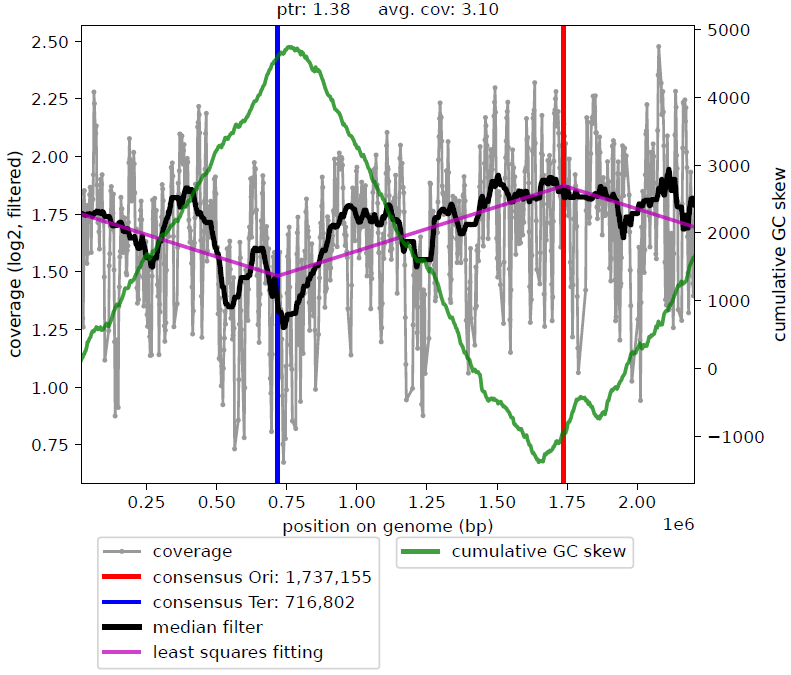 ptr: 1.38 avg. cov: 3.10
2.50
2.25
2.00
1.75
1.50
1.25
1.00
0.75
coverage (log2, filtered)
5000
4000
3000
2000
1000
0
−1000
cumulative GC skew
0.25 0.50 0.75 1.00 1.25 1.50 1.75 2.00
position on genome (bp)
1e6
coverage
consensus Ori: 1,737,155
consensus Ter: 716,802
median filter
least squares fitting
cumulative GC skew